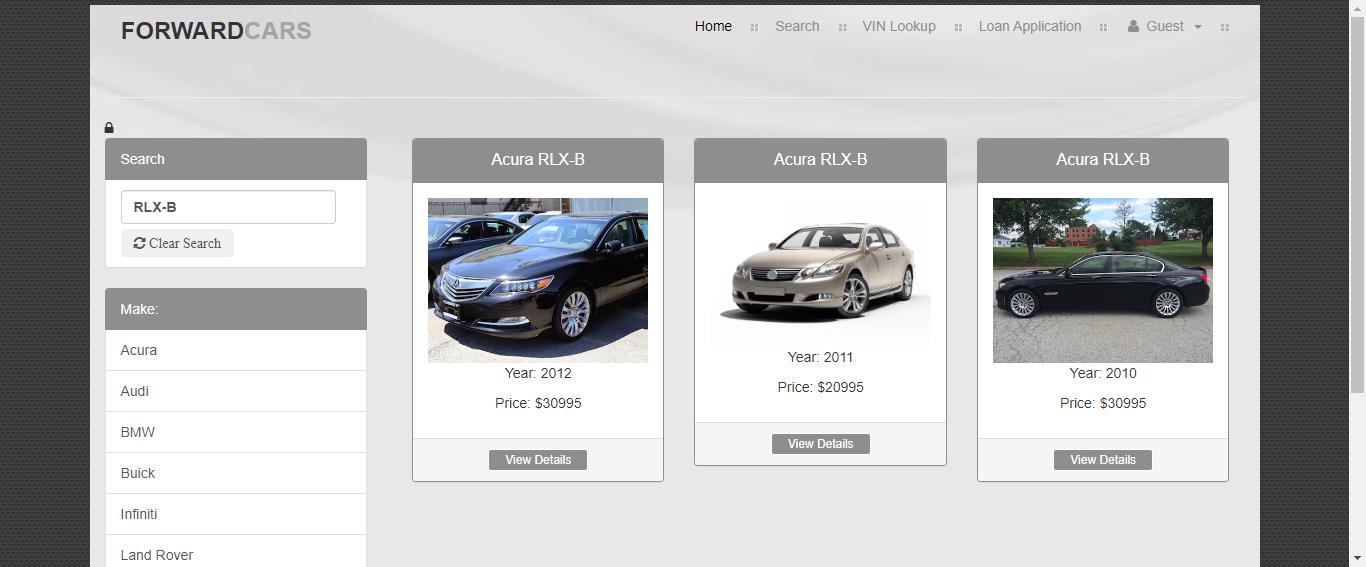 FORWARDCARS
Home
Search
VIN Lookup
Loan Application
Guest
Search
RLX-B
Clear Search
Make:
Acura
Audi
BMW
Buick
Infiniti
Land Rover
Acura RLX-B
Year: 2012
Price: $30995
View Details
Acura RLX-B
Year: 2011
Price: $20995
View Details
Acura RLX-B
Year: 2010
Price: $30995
View Details